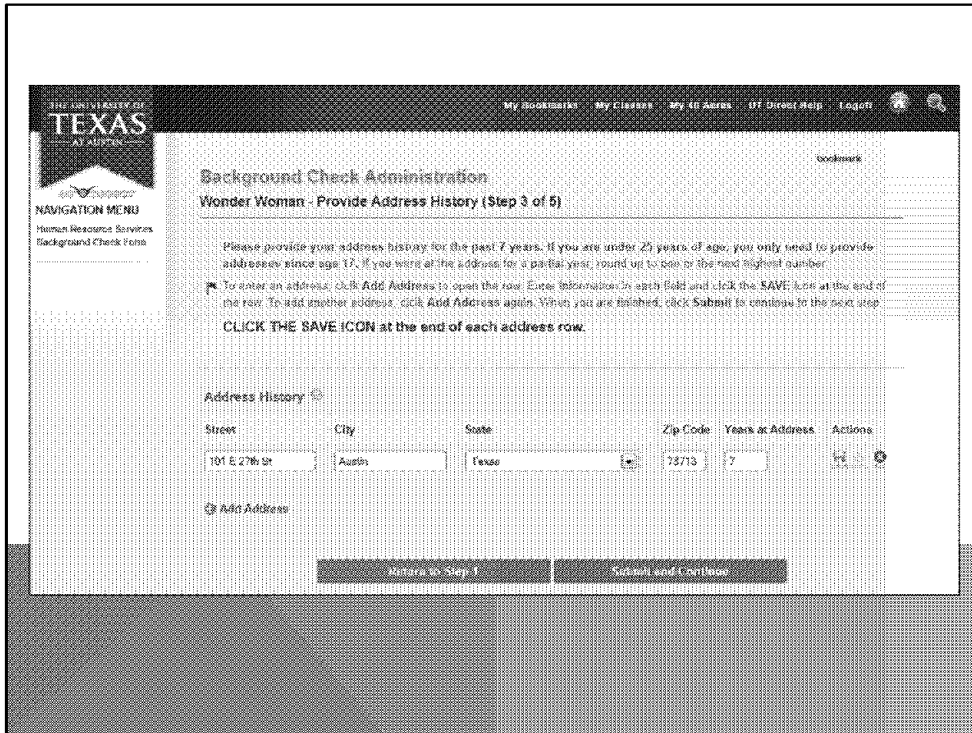 THE UNIVERSITY OF
TEXAS
AT AUSTIN
My Bookmarks My Classes My 40 Acres UT Direct Help Logoff
bookmark
NAVIGATION MENU
Human Resource Services
Background Check Form
Background Check Administration
Wonder Woman - Provide Address History (Step 3 of 5)
Please provide your address history for the past 7 years. If you are under 25 years of age, you only need to provide
addresses since age 17. If you were at the address for a partial year, round up to one or the next highest number.
To enter an address, click Add Address to open the row. Enter information in each field and click the SAVE icon at the end of
the row. To add another address, click Add Address again. When you are finished, click Submit to continue to the next step.
CLICK THE SAVE ICON at the end of each address row.
Address History
Street City State Zip Code Years at Address Actions
101 E 27th St Austin Texas 78713 7
Add Address
Return to Step 1 Submit and Continue